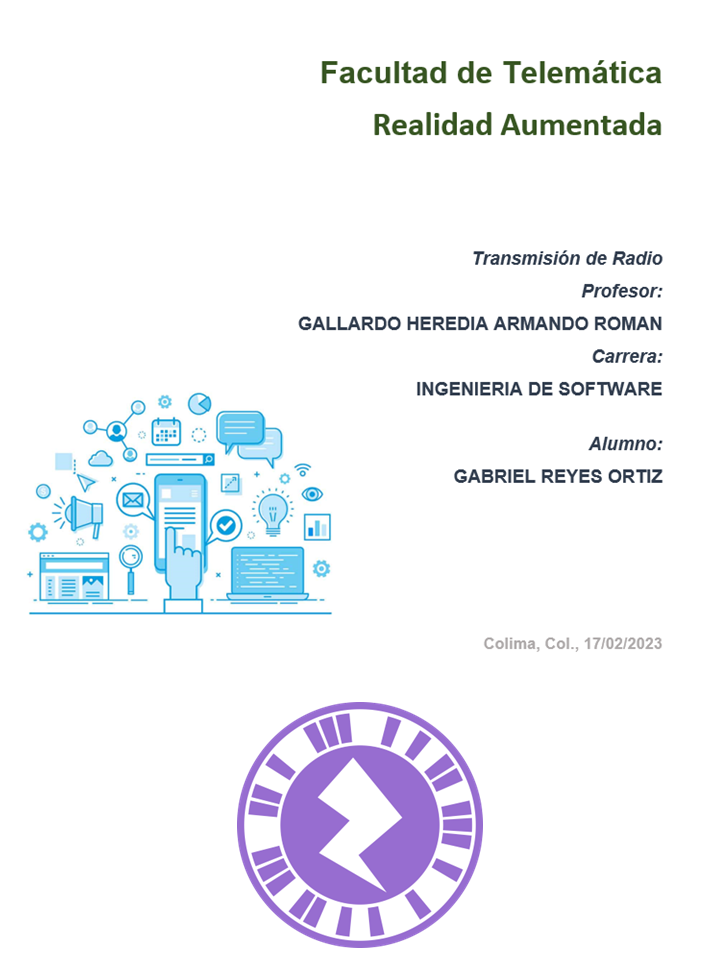 Facultad de Telemática
Realidad Aumentada
Transmisión de Radio
Profesor:
GALLARDO HEREDIA ARMANDO ROMAN
Carrera:
INGENIERIA DE SOFTWARE
Alumno:
GABRIEL REYES ORTIZ
Colima, Col., 17/02/2023